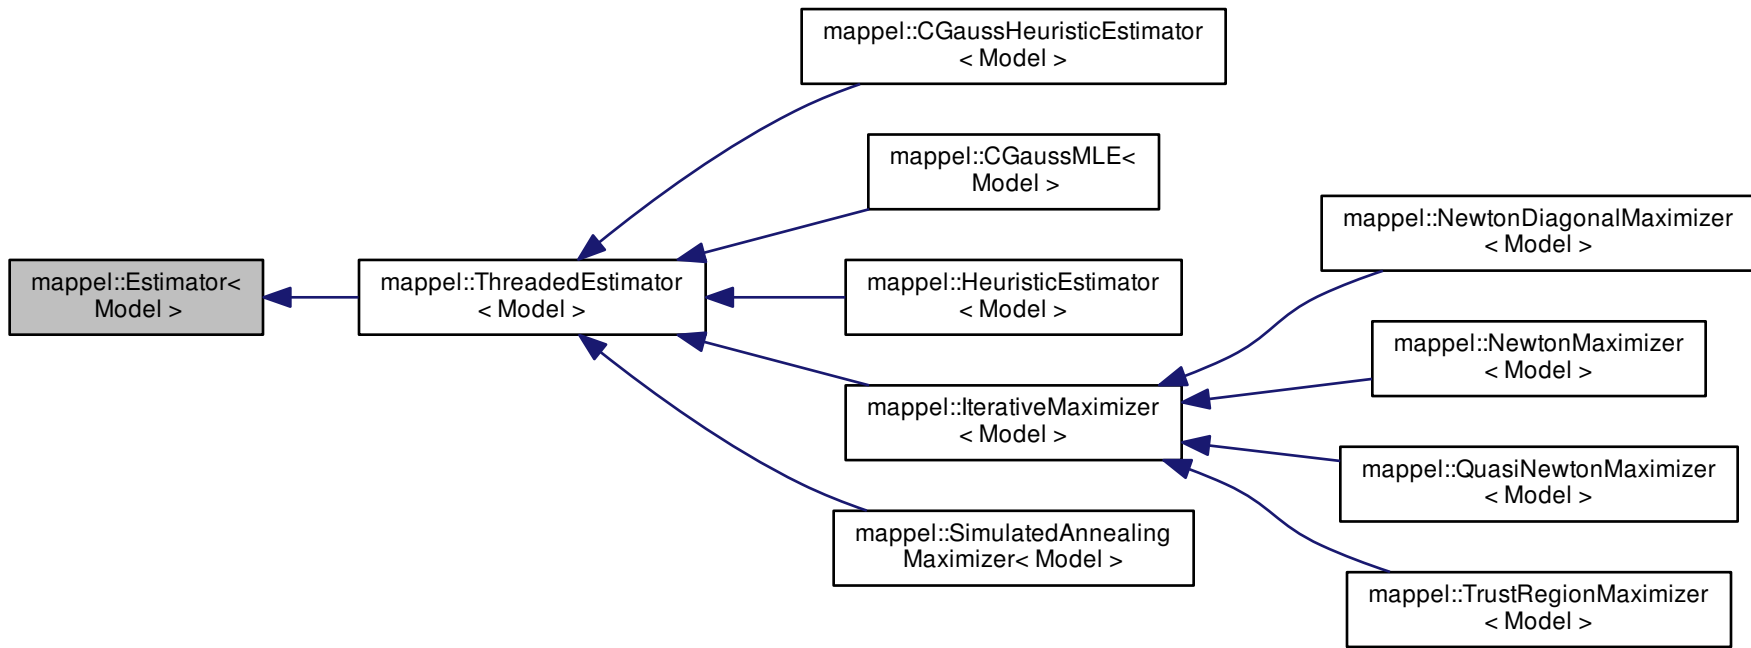 mappel::CGaussHeuristicEstimator
< Model >
mappel::CGaussMLE<
Model >
mappel::NewtonDiagonalMaximizer
< Model >
mappel::Estimator<
Model >
mappel::ThreadedEstimator
< Model >
mappel::HeuristicEstimator
< Model >
mappel::NewtonMaximizer
< Model >
mappel::IterativeMaximizer
< Model >
mappel::QuasiNewtonMaximizer
< Model >
mappel::SimulatedAnnealing
Maximizer< Model >
mappel::TrustRegionMaximizer
< Model >